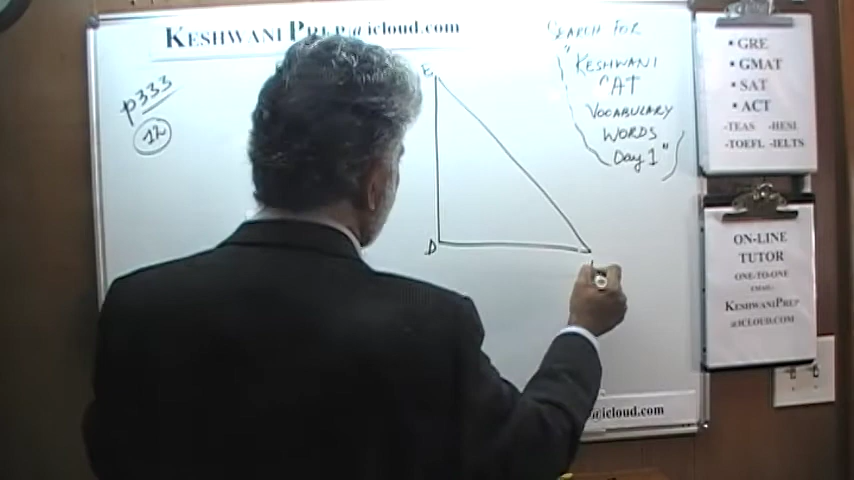 KESHWANIPREP@icloud.com
p333
12
SEARCH FOR
"KESHWANI
CAT
VOCABULARY
WORDS
Day 1"
E
D
• GRE
• GMAT
• SAT
• ACT
-TEAS -HESI
-TOEFL -IELTS
ON-LINE
TUTOR
ONE-TO-ONE
EMAIL:
KESHWANIPREP
@ICLOUD.COM
@icloud.com